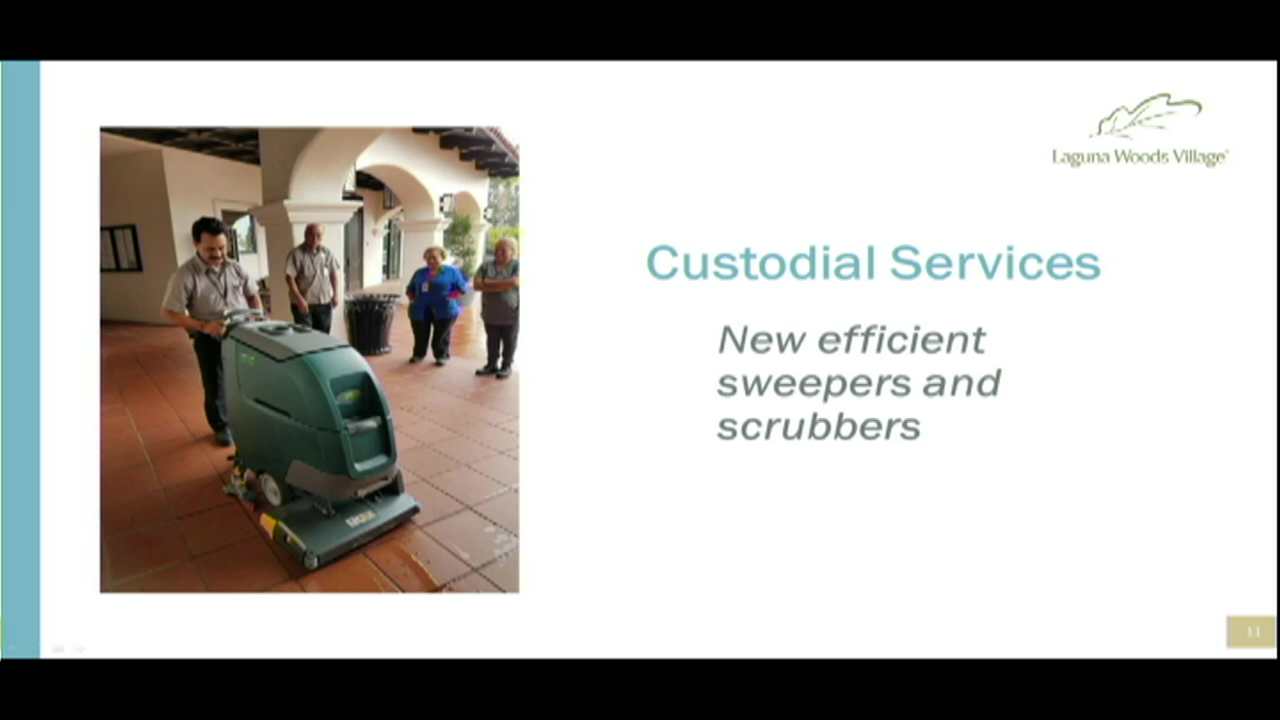 Laguna Woods Village
Custodial Services
New efficient
sweepers and
scrubbers
11